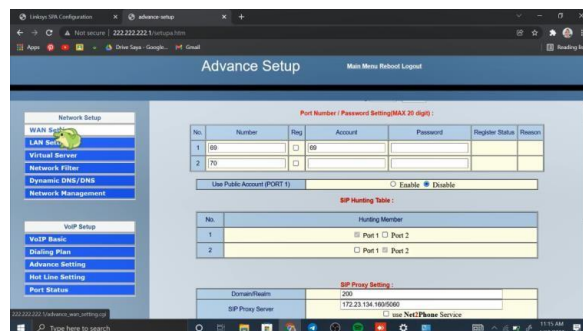 Linksys SPA Configuration
advance-setup
Not secure | 222.222.222.1/setupa.htm
Apps
Drive Saya - Google...
Gmail
Reading list
Advance Setup
Main Menu Reboot Logout
Network Setup
WAN Setting
LAN Setting
Virtual Server
Network Filter
Dynamic DNS/DNS
Network Management
VoIP Setup
VoIP Basic
Dialing Plan
Advance Setting
Hot Line Setting
Port Status
Port Number / Password Setting(MAX 20 digit) :
No. Number Reg Account Password Register Status Reason
1 69 69
2 70
Use Public Account (PORT 1) Enable Disable
SIP Hunting Table :
No. Hunting Member
1 Port 1 Port 2
2 Port 1 Port 2
SIP Proxy Setting :
Domain/Realm 200
SIP Proxy Server 172.23.134.160/5060
use Net2Phone Service
222.222.222.1/advance_wan_setting.cgi
Type here to search
11:15 AM